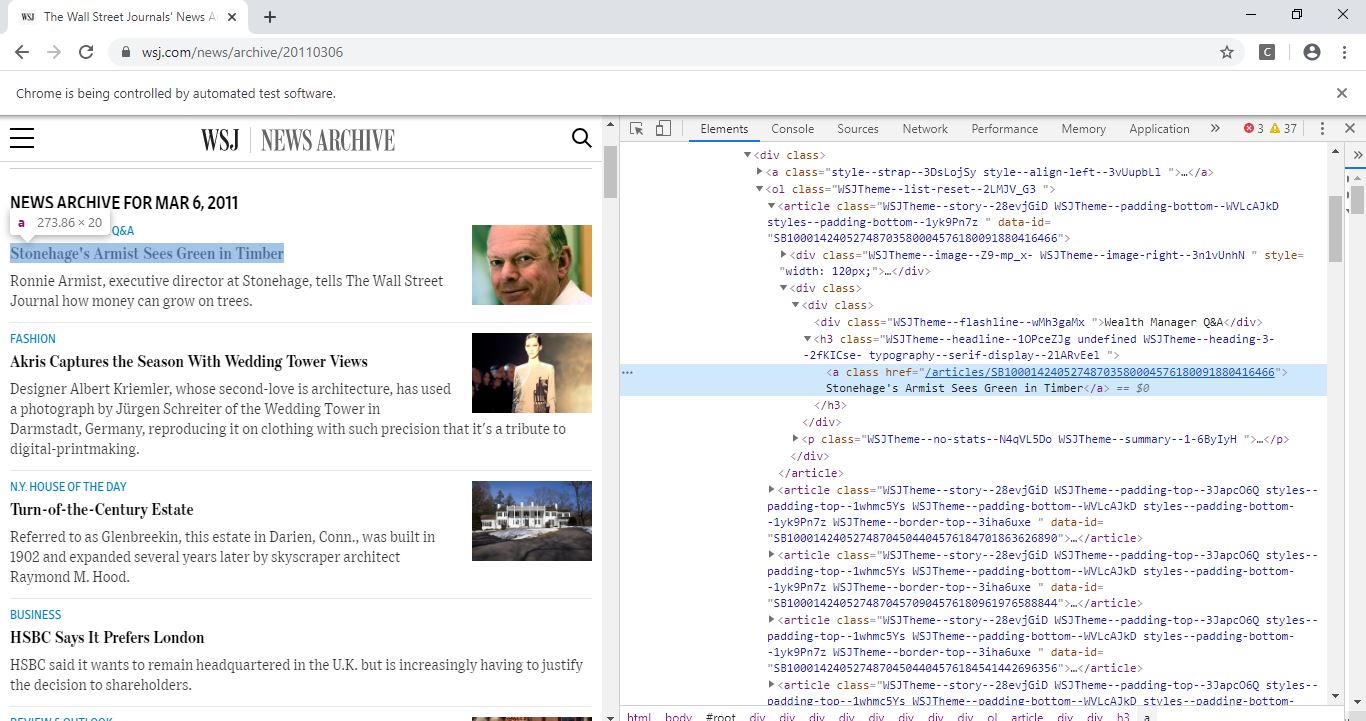 WSJ The Wall Street Journals' News A
wsj.com/news/archive/20110306
C
Chrome is being controlled by automated test software.
WSJ NEWS ARCHIVE
NEWS ARCHIVE FOR MAR 6, 2011
a 273.86 × 20
Q&A
Stonehage's Armist Sees Green in Timber
Ronnie Armist, executive director at Stonehage, tells The Wall Street
Journal how money can grow on trees.
FASHION
Akris Captures the Season With Wedding Tower Views
Designer Albert Kriemler, whose second-love is architecture, has used
a photograph by Jürgen Schreiter of the Wedding Tower in
Darmstadt, Germany, reproducing it on clothing with such precision that it's a tribute to
digital-printmaking.
N.Y. HOUSE OF THE DAY
Turn-of-the-Century Estate
Referred to as Glenbreekin, this estate in Darien, Conn., was built in
1902 and expanded several years later by skyscraper architect
Raymond M. Hood.
BUSINESS
HSBC Says It Prefers London
HSBC said it wants to remain headquartered in the U.K. but is increasingly having to justify
the decision to shareholders.
REVIEW & OUTLOOK
Elements Console Sources Network Performance Memory Application » 3 37
»
<div class>
<a class="style--strap--3DsLojSy style--align-left--3vUupbLl ">…</a>
<ol class="WSJTheme--list-reset--2LMJV_G3 ">
<article class="WSJTheme--story--28evjGiD WSJTheme--padding-bottom--WVLcAJkD
styles--padding-bottom--1yk9Pn7z " data-id=
"SB10001424052748703580004576180091880416466">
<div class="WSJTheme--image--Z9-mp_x- WSJTheme--image-right--3n1vUnhN " style=
"width: 120px;">…</div>
<div class>
<div class>
<div class="WSJTheme--flashline--wMh3gaMx ">Wealth Manager Q&A</div>
<h3 class="WSJTheme--headline--1OPceZJg undefined WSJTheme--heading-3-
-2fKICse- typography--serif-display--2lARvEel ">
… <a class href="/articles/SB10001424052748703580004576180091880416466">
Stonehage's Armist Sees Green in Timber</a> == $0
</h3>
</div>
<p class="WSJTheme--no-stats--N4qVL5Do WSJTheme--summary--1-6ByIyH ">…</p>
</div>
</article>
<article class="WSJTheme--story--28evjGiD WSJTheme--padding-top--3JapcO6Q styles--
padding-top--1whmc5Ys WSJTheme--padding-bottom--WVLcAJkD styles--padding-bottom-
-1yk9Pn7z WSJTheme--border-top--3iha6uxe " data-id=
"SB10001424052748704504404576184701863626890">…</article>
<article class="WSJTheme--story--28evjGiD WSJTheme--padding-top--3JapcO6Q styles--
padding-top--1whmc5Ys WSJTheme--padding-bottom--WVLcAJkD styles--padding-bottom-
-1yk9Pn7z WSJTheme--border-top--3iha6uxe " data-id=
"SB10001424052748704570904576180961976588844">…</article>
<article class="WSJTheme--story--28evjGiD WSJTheme--padding-top--3JapcO6Q styles--
padding-top--1whmc5Ys WSJTheme--padding-bottom--WVLcAJkD styles--padding-bottom-
-1yk9Pn7z WSJTheme--border-top--3iha6uxe " data-id=
"SB10001424052748704504404576184541442696356">…</article>
<article class="WSJTheme--story--28evjGiD WSJTheme--padding-top--3JapcO6Q styles--
padding-top--1whmc5Ys WSJTheme--padding-bottom--WVLcAJkD styles--padding-bottom-
html body #root div div div div div div div ol article div div h3 a